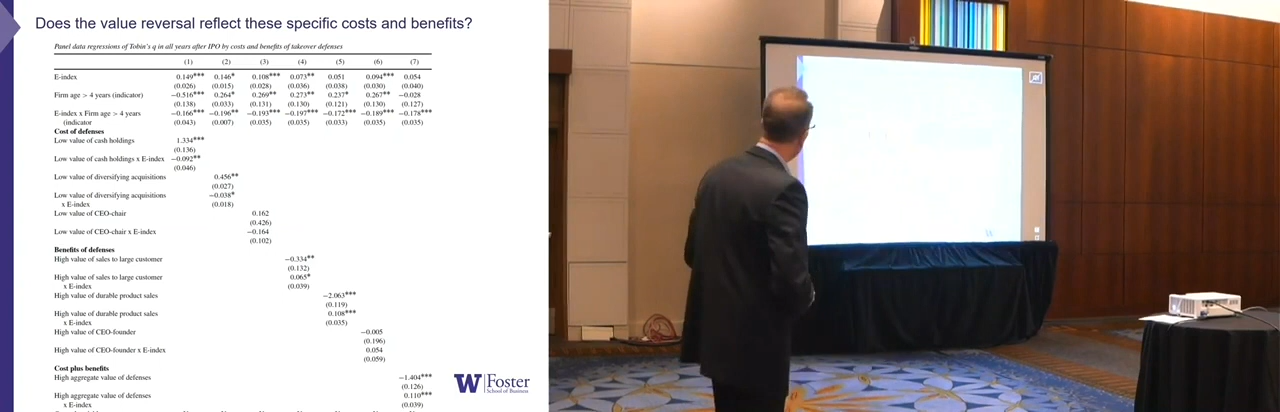 Does the value reversal reflect these specific costs and benefits?
Panel data regressions of Tobin's q in all years after IPO by costs and benefits of takeover defenses
(1) (2) (3) (4) (5) (6) (7)
E-index 0.149*** 0.146* 0.108*** 0.073** 0.051 0.094*** 0.054
(0.026) (0.015) (0.028) (0.036) (0.038) (0.030) (0.040)
Firm age > 4 years (indicator) −0.516*** 0.264* 0.269** 0.273** 0.237* 0.267** −0.028
(0.138) (0.033) (0.131) (0.130) (0.121) (0.130) (0.127)
E-index x Firm age > 4 years −0.166*** −0.196** −0.193*** −0.197*** −0.172*** −0.189*** −0.178***
(indicator (0.043) (0.007) (0.035) (0.035) (0.033) (0.035) (0.035)
Cost of defenses
Low value of cash holdings 1.334***
(0.136)
Low value of cash holdings x E-index −0.092**
(0.046)
Low value of diversifying acquisitions 0.456**
(0.027)
Low value of diversifying acquisitions −0.038*
x E-index (0.018)
Low value of CEO-chair 0.162
(0.426)
Low value of CEO-chair x E-index −0.164
(0.102)
Benefits of defenses
High value of sales to large customer −0.334**
(0.132)
High value of sales to large customer 0.065*
x E-index (0.039)
High value of durable product sales −2.063***
(0.119)
High value of durable product sales 0.108***
x E-index (0.035)
High value of CEO-founder −0.005
(0.196)
High value of CEO-founder x E-index 0.054
(0.059)
Cost plus benefits
High aggregate value of defenses −1.404***
(0.126)
High aggregate value of defenses 0.110***
x E-index (0.039)
W Foster
School of Business